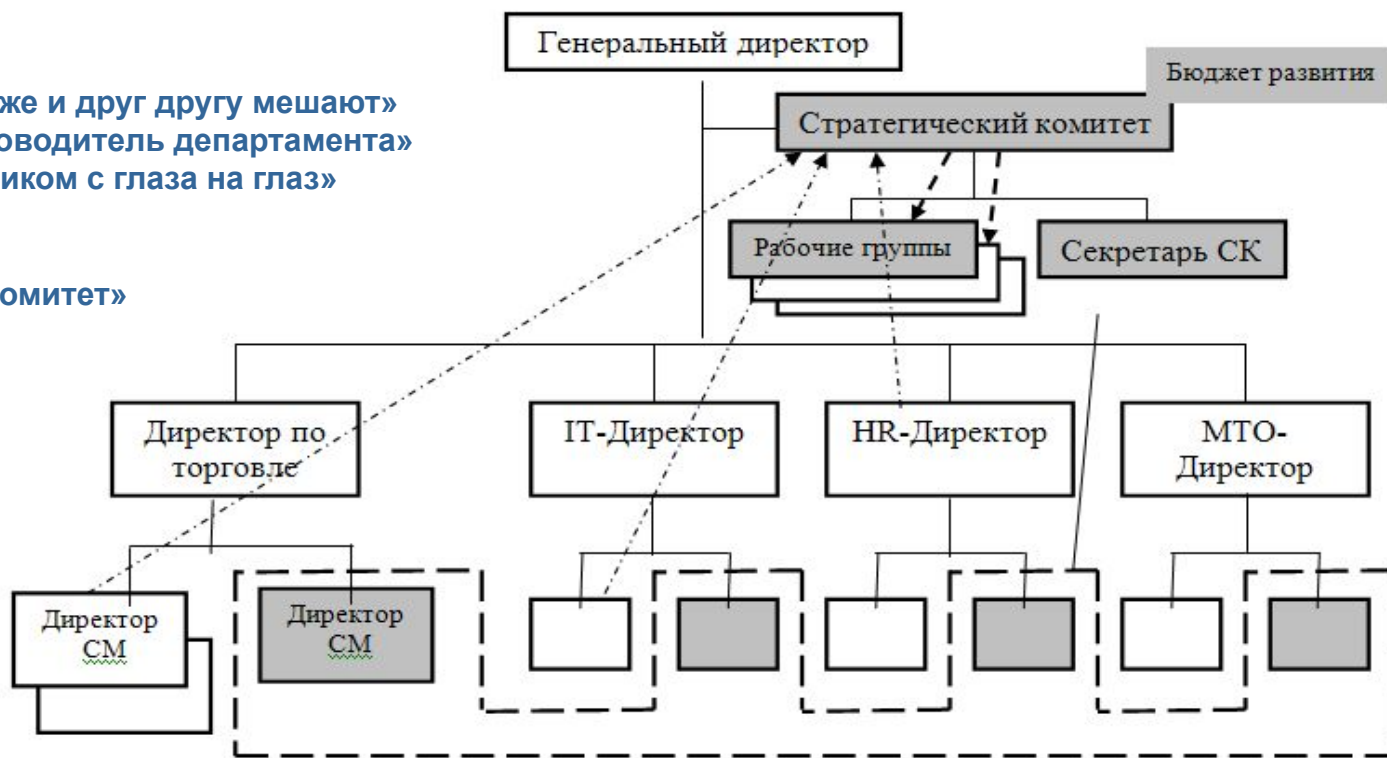 Генеральный директор
Бюджет развития
же и друг другу мешают»
Стратегический комитет
оводитель департамента»
иком с глаза на глаз»
Рабочие группы
Секретарь СК
омитет»
Директор по
торговле
IT-Директор
HR-Директор
МТО-
Директор
Директор
СМ
Директор
СМ